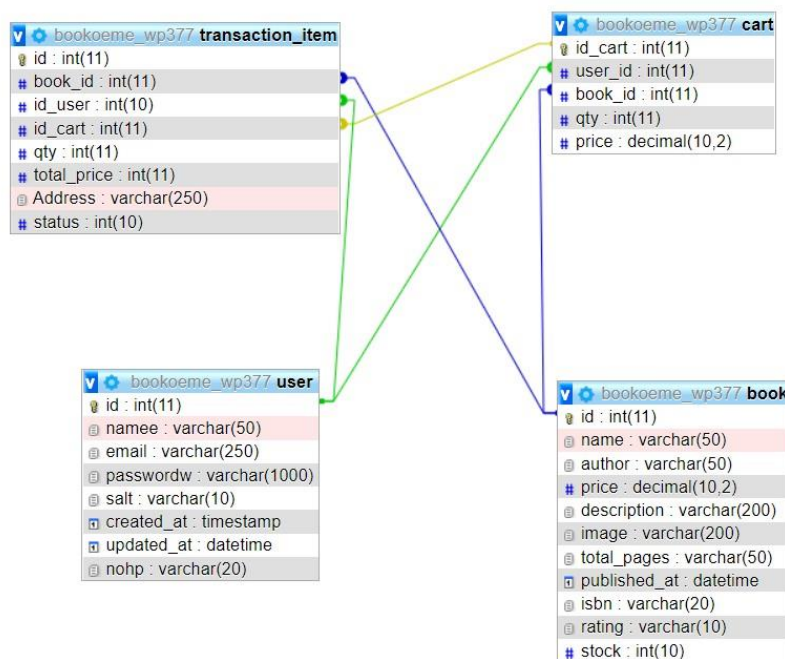 bookoeme_wp377 transaction_item
id : int(11)
book_id : int(11)
id_user : int(10)
id_cart : int(11)
qty : int(11)
total_price : int(11)
Address : varchar(250)
status : int(10)
bookoeme_wp377 cart
id_cart : int(11)
user_id : int(11)
book_id : int(11)
qty : int(11)
price : decimal(10,2)
bookoeme_wp377 user
id : int(11)
namee : varchar(50)
email : varchar(250)
passwordw : varchar(1000)
salt : varchar(10)
created_at : timestamp
updated_at : datetime
nohp : varchar(20)
bookoeme_wp377 book
id : int(11)
name : varchar(50)
author : varchar(50)
price : decimal(10,2)
description : varchar(200)
image : varchar(200)
total_pages : varchar(50)
published_at : datetime
isbn : varchar(20)
rating : varchar(10)
stock : int(10)